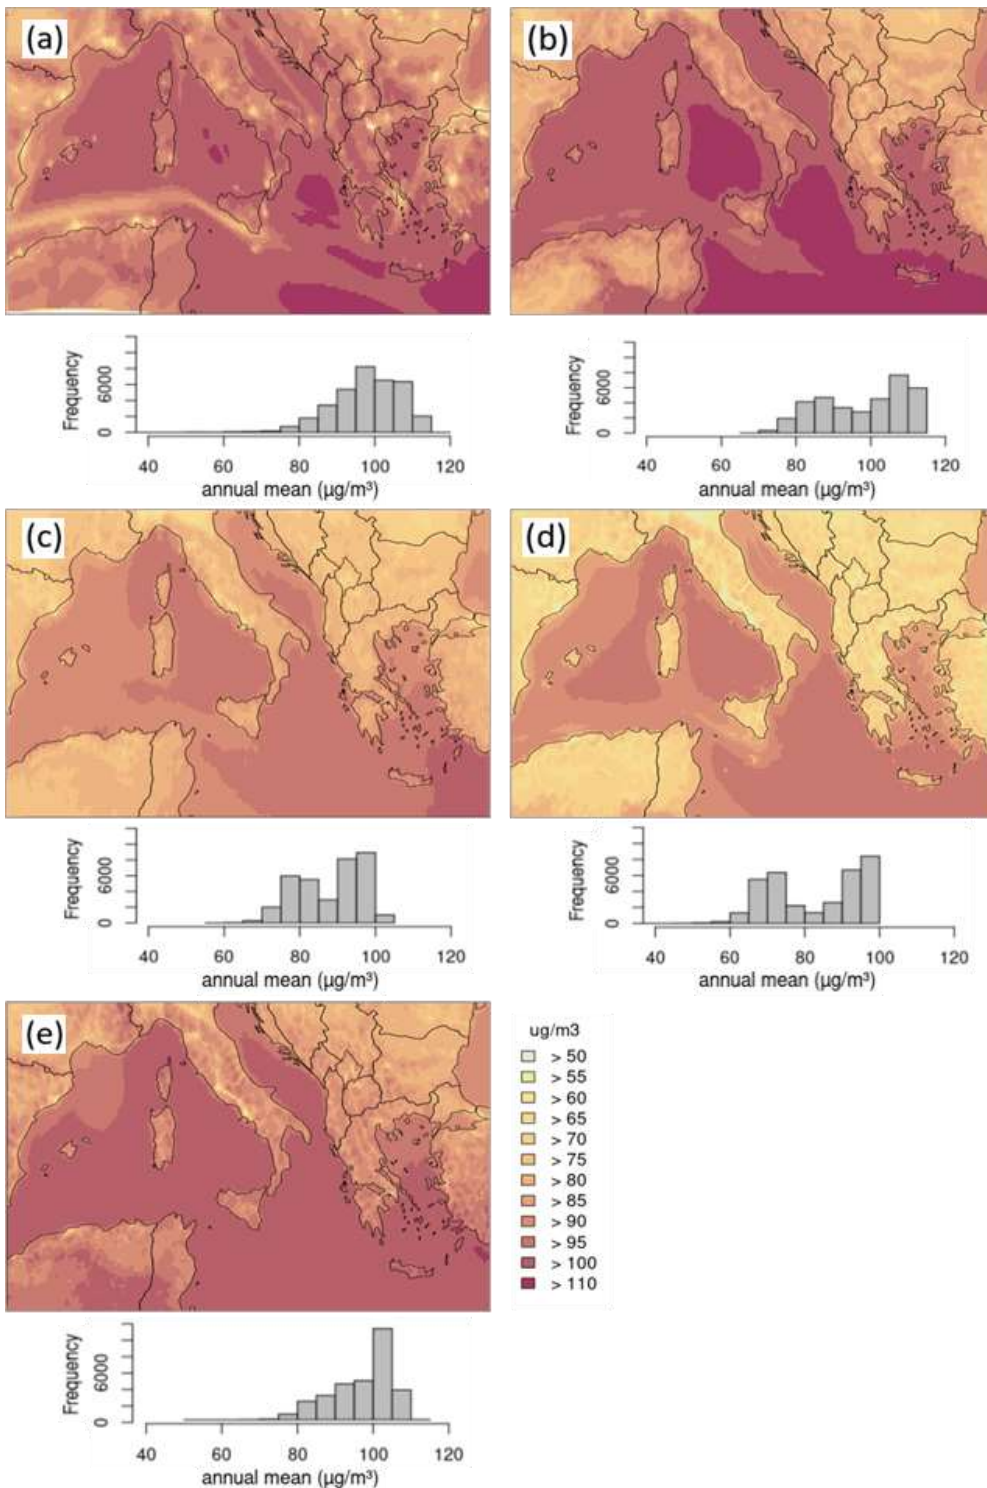 (a)
(b)
Frequency
0 6000
40 60 80 100 120
annual mean (µg/m³)
Frequency
0 6000
40 60 80 100 120
annual mean (µg/m³)
(c)
(d)
Frequency
0 6000
40 60 80 100 120
annual mean (µg/m³)
Frequency
0 6000
40 60 80 100 120
annual mean (µg/m³)
(e)
ug/m3
> 50
> 55
> 60
> 65
> 70
> 75
> 80
> 85
> 90
> 95
> 100
> 110
Frequency
0 6000
40 60 80 100 120
annual mean (µg/m³)